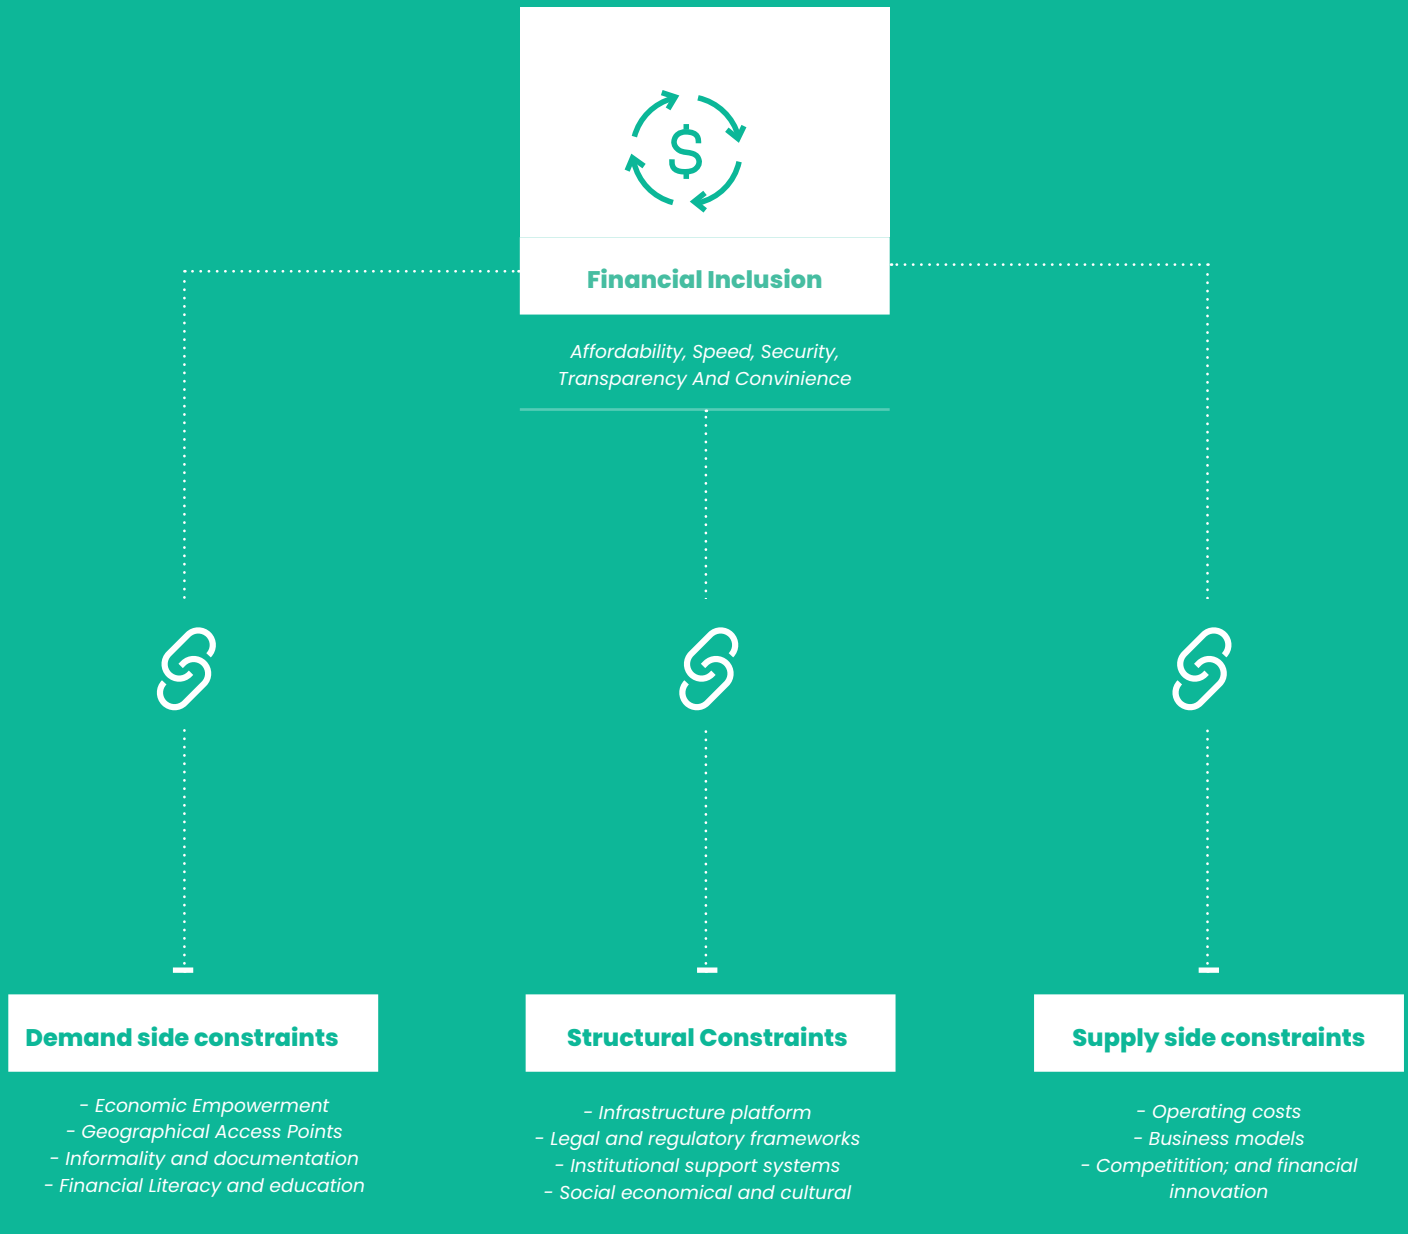 Financial Inclusion
Affordability, Speed, Security,
Transparency And Convinience
Demand side constraints
- Economic Empowerment
- Geographical Access Points
- Informality and documentation
- Financial Literacy and education
Structural Constraints
- Infrastructure platform
- Legal and regulatory frameworks
- Institutional support systems
- Social economical and cultural
Supply side constraints
- Operating costs
- Business models
- Competitition; and financial
innovation